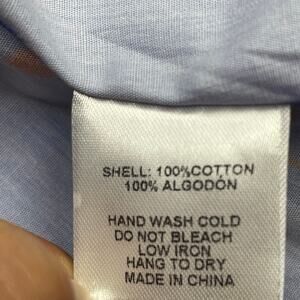 SHELL: 100%COTTON
100% ALGODÓN
HAND WASH COLD
DO NOT BLEACH
LOW IRON
HANG TO DRY
MADE IN CHINA